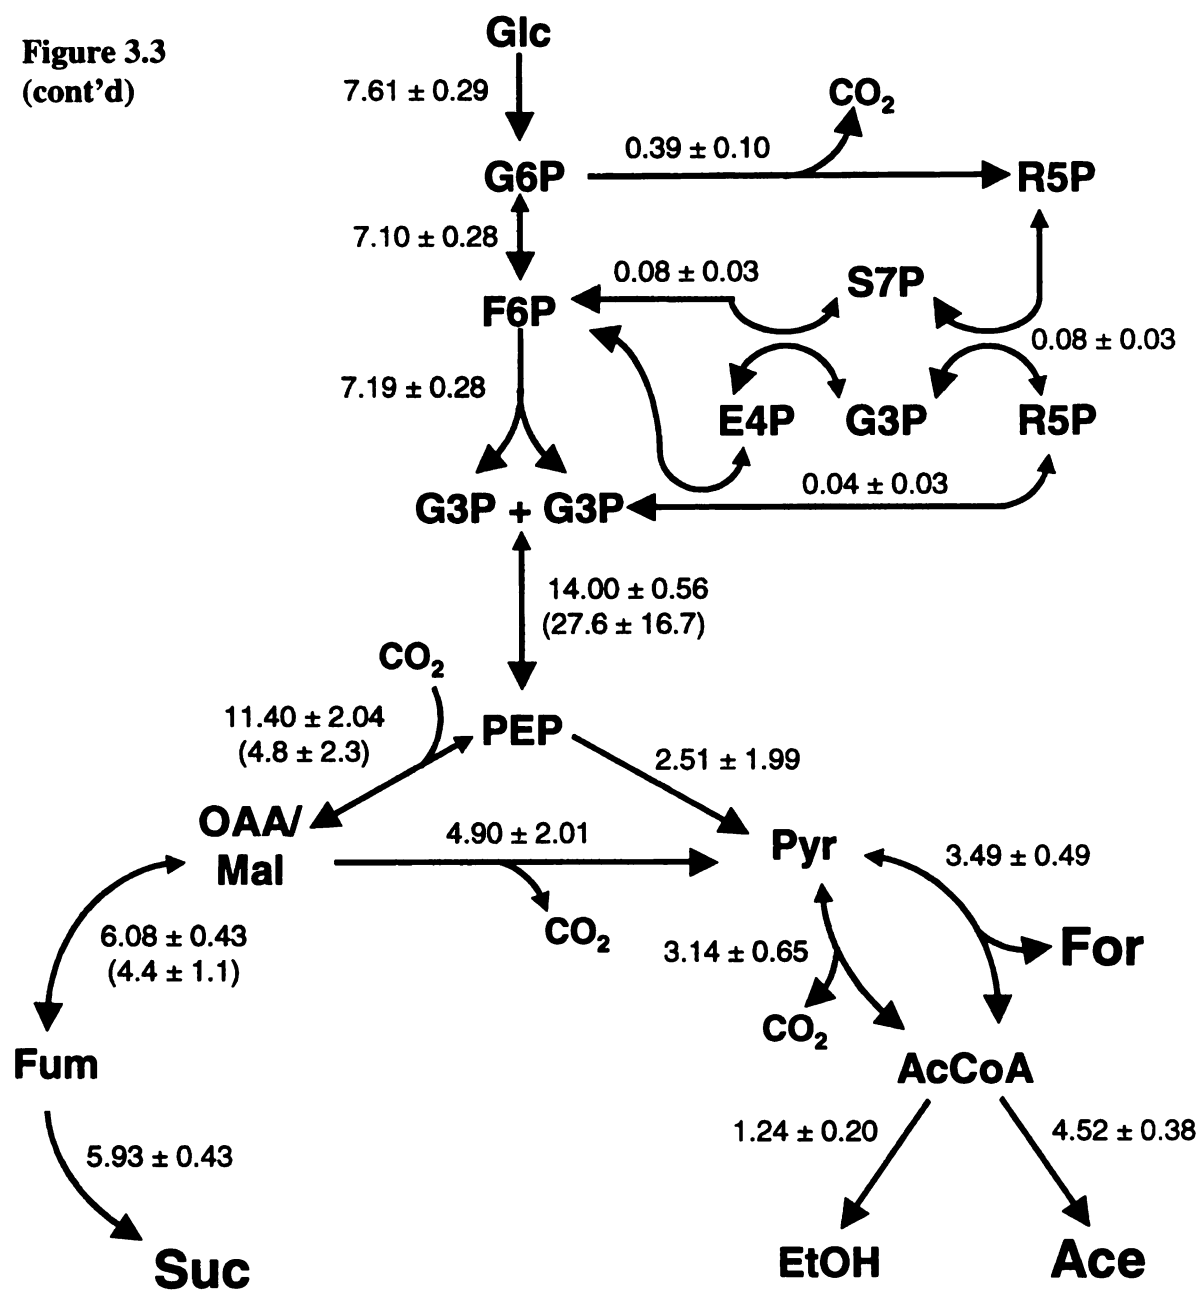 Figure 3.3
(cont'd)
Glc
7.61 ± 0.29
CO₂
0.39 ± 0.10
G6P
R5P
7.10 ± 0.28
0.08 ± 0.03
S7P
F6P
0.08 ± 0.03
7.19 ± 0.28
E4P
G3P
R5P
0.04 ± 0.03
G3P + G3P
14.00 ± 0.56
(27.6 ± 16.7)
CO₂
11.40 ± 2.04
(4.8 ± 2.3)
PEP
2.51 ± 1.99
OAA/
Mal
4.90 ± 2.01
Pyr
3.49 ± 0.49
CO₂
6.08 ± 0.43
(4.4 ± 1.1)
3.14 ± 0.65
For
CO₂
Fum
AcCoA
1.24 ± 0.20
4.52 ± 0.38
5.93 ± 0.43
Suc
EtOH
Ace